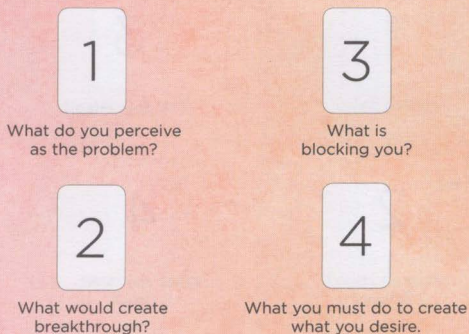 1
What do you perceive
as the problem?
2
What would create
breakthrough?
3
What is
blocking you?
4
What you must do to create
what you desire.